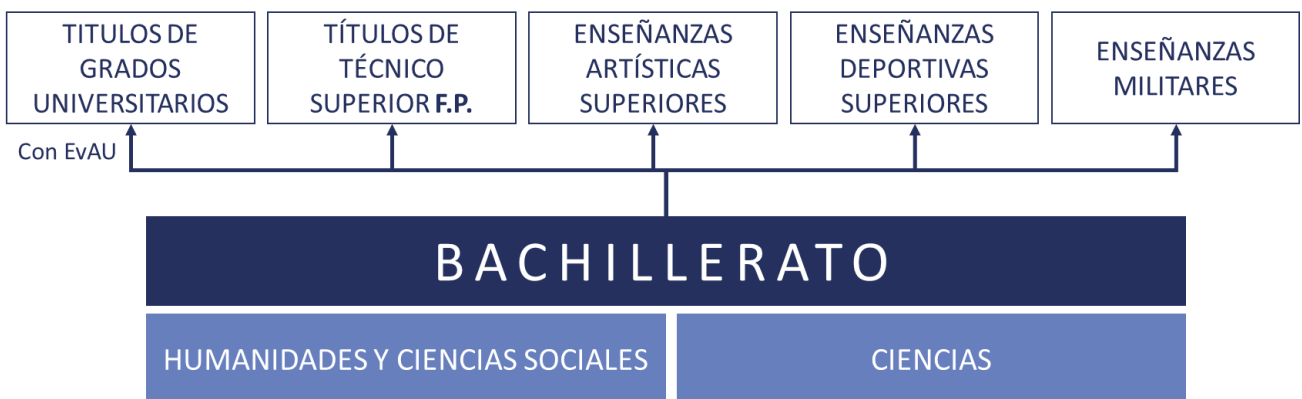 TITULOS DE
GRADOS
UNIVERSITARIOS
TÍTULOS DE
TÉCNICO
SUPERIOR F.P.
ENSEÑANZAS
ARTÍSTICAS
SUPERIORES
ENSEÑANZAS
DEPORTIVAS
SUPERIORES
ENSEÑANZAS
MILITARES
Con EvAU
BACHILLERATO
HUMANIDADES Y CIENCIAS SOCIALES
CIENCIAS